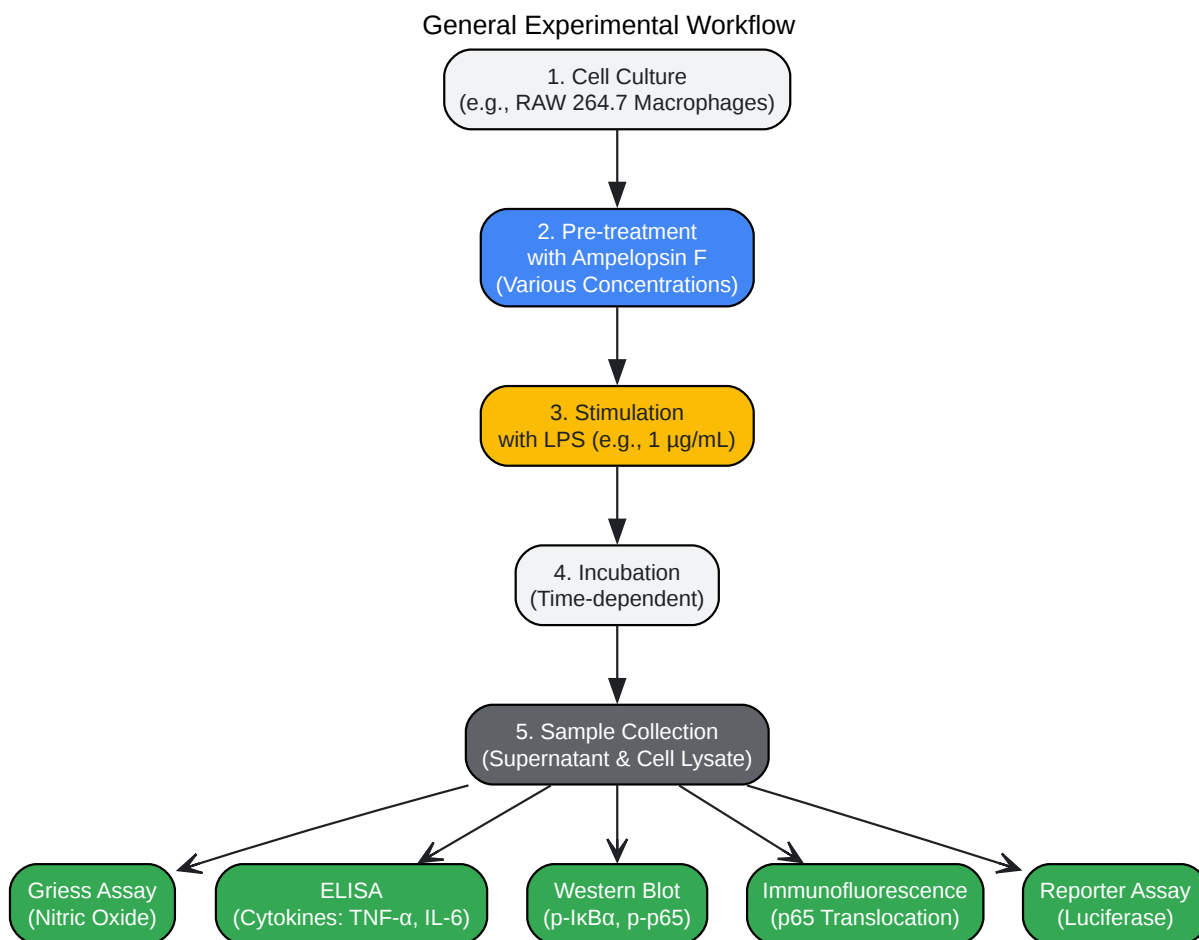 General Experimental Workflow
1. Cell Culture
(e.g., RAW 264.7 Macrophages)
2. Pre-treatment
with Ampelopsin F
(Various Concentrations)
3. Stimulation
with LPS (e.g., 1 µg/mL)
4. Incubation
(Time-dependent)
5. Sample Collection
(Supernatant & Cell Lysate)
Griess Assay
(Nitric Oxide)
ELISA
(Cytokines: TNF-α, IL-6)
Western Blot
(p-IκBα, p-p65)
Immunofluorescence
(p65 Translocation)
Reporter Assay
(Luciferase)